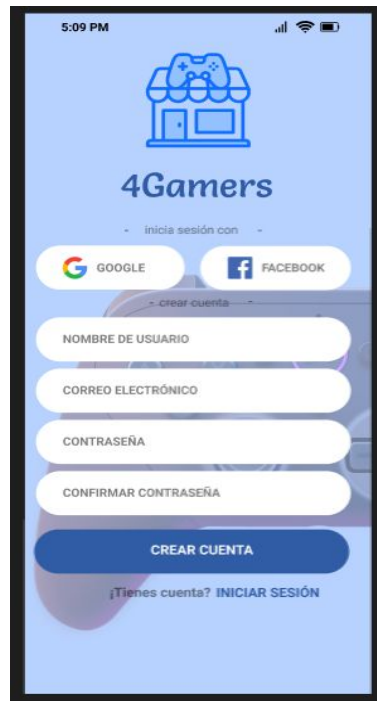 5:09 PM
4Gamers
- inicia sesión con -
GOOGLE
FACEBOOK
- crear cuenta -
NOMBRE DE USUARIO
CORREO ELECTRÓNICO
CONTRASEÑA
CONFIRMAR CONTRASEÑA
CREAR CUENTA
¿Tienes cuenta? INICIAR SESIÓN